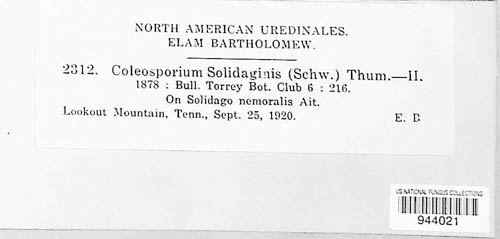 NORTH AMERICAN UREDINALES.
ELAM BARTHOLOMEW.
2312. Coleosporium Solidaginis (Schw.) Thum.—II.
1878 : Bull. Torrey Bot. Club 6 : 216.
On Solidago nemoralis Ait.
Lookout Mountain, Tenn., Sept. 25, 1920. E. B
US NATIONAL FUNGUS COLLECTIONS
944021